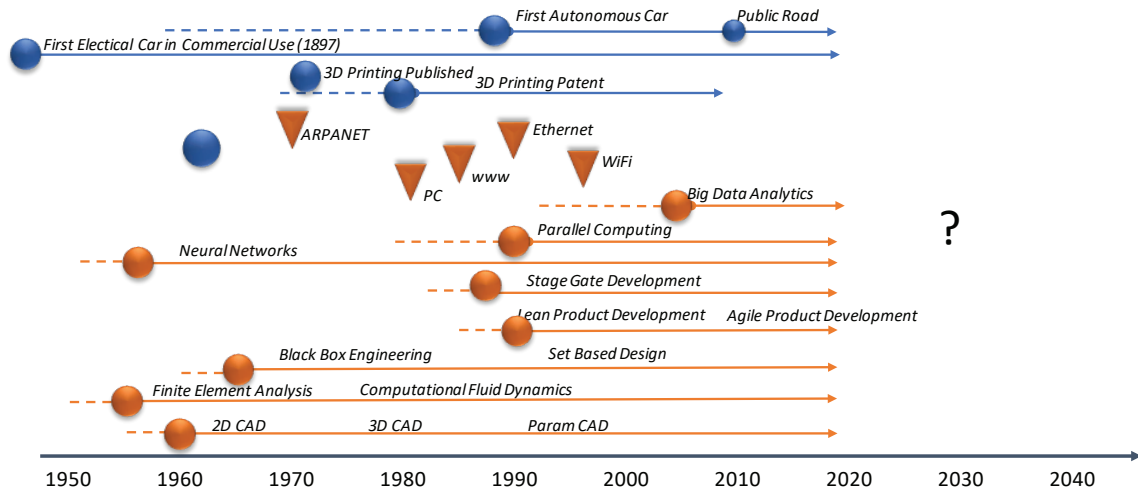 First Autonomous Car Public Road
First Electical Car in Commercial Use (1897)
3D Printing Published
3D Printing Patent
ARPANET
Ethernet
www
WiFi
PC
Big Data Analytics
?
Parallel Computing
Neural Networks
Stage Gate Development
Lean Product Development Agile Product Development
Black Box Engineering Set Based Design
Finite Element Analysis Computational Fluid Dynamics
2D CAD 3D CAD Param CAD
1950 1960 1970 1980 1990 2000 2010 2020 2030 2040